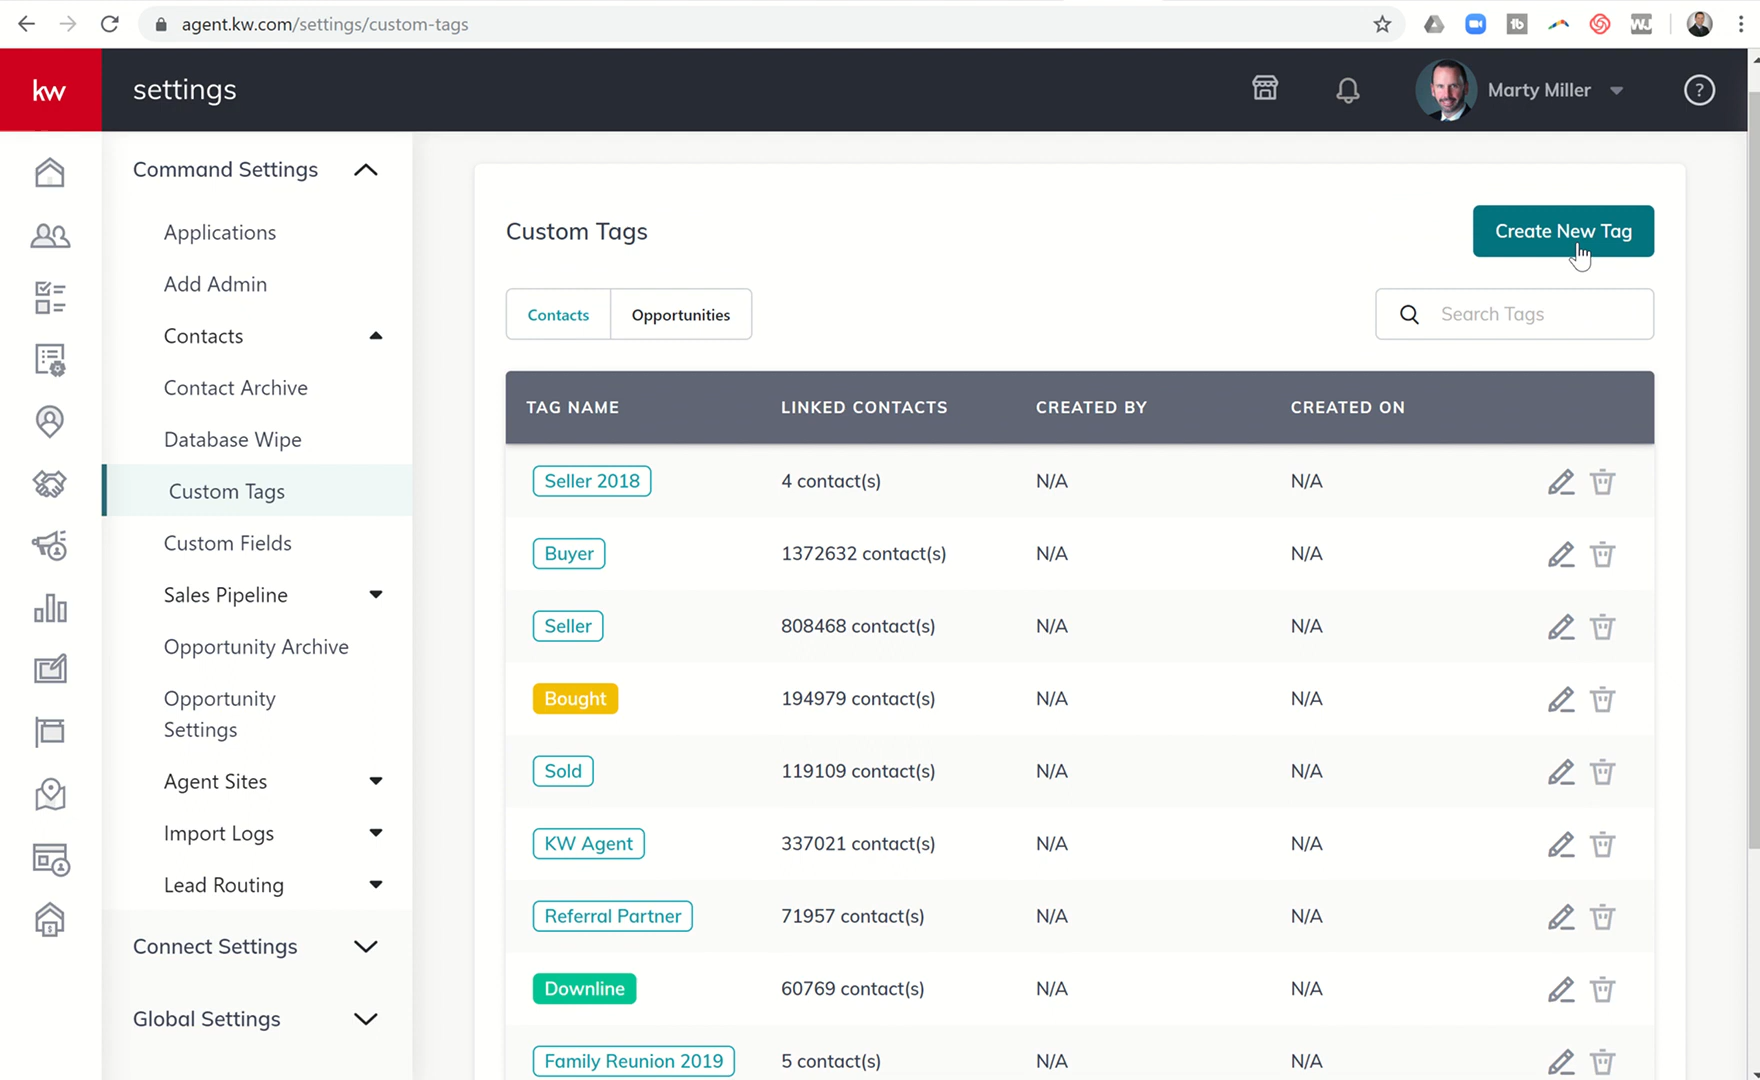 agent.kw.com/settings/custom-tags
kw
settings
Marty Miller
?
Command Settings
Applications
Add Admin
Contacts
Contact Archive
Database Wipe
Custom Tags
Custom Fields
Sales Pipeline
Opportunity Archive
Opportunity
Settings
Agent Sites
Import Logs
Lead Routing
Connect Settings
Global Settings
Custom Tags
Create New Tag
Contacts
Opportunities
Search Tags
TAG NAME LINKED CONTACTS CREATED BY CREATED ON
Seller 2018 4 contact(s) N/A N/A
Buyer 1372632 contact(s) N/A N/A
Seller 808468 contact(s) N/A N/A
Bought 194979 contact(s) N/A N/A
Sold 119109 contact(s) N/A N/A
KW Agent 337021 contact(s) N/A N/A
Referral Partner 71957 contact(s) N/A N/A
Downline 60769 contact(s) N/A N/A
Family Reunion 2019 5 contact(s) N/A N/A